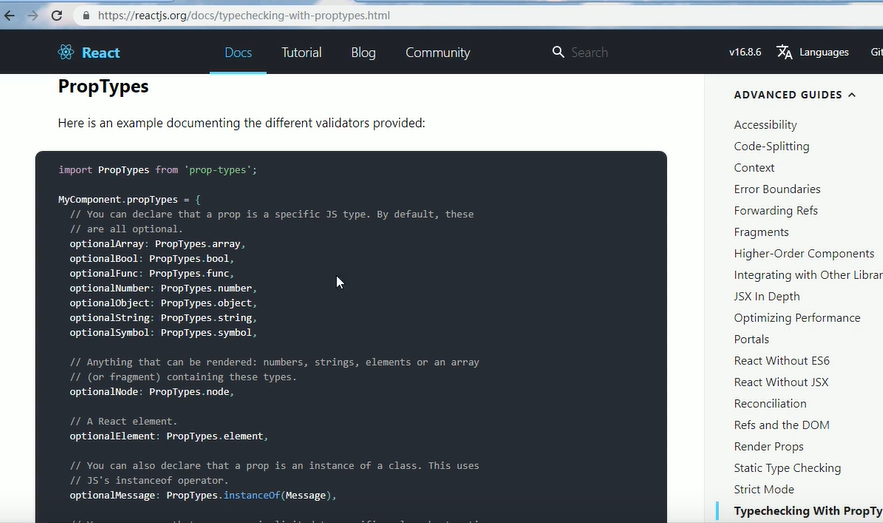 https://reactjs.org/docs/typechecking-with-proptypes.html
React Docs Tutorial Blog Community Search v16.8.6 Languages
PropTypes
Here is an example documenting the different validators provided:
import PropTypes from 'prop-types';
MyComponent.propTypes = {
// You can declare that a prop is a specific JS type. By default, these
// are all optional.
optionalArray: PropTypes.array,
optionalBool: PropTypes.bool,
optionalFunc: PropTypes.func,
optionalNumber: PropTypes.number,
optionalObject: PropTypes.object,
optionalString: PropTypes.string,
optionalSymbol: PropTypes.symbol,
// Anything that can be rendered: numbers, strings, elements or an array
// (or fragment) containing these types.
optionalNode: PropTypes.node,
// A React element.
optionalElement: PropTypes.element,
// You can also declare that a prop is an instance of a class. This uses
// JS's instanceof operator.
optionalMessage: PropTypes.instanceOf(Message),
ADVANCED GUIDES
Accessibility
Code-Splitting
Context
Error Boundaries
Forwarding Refs
Fragments
Higher-Order Components
Integrating with Other Librar
JSX In Depth
Optimizing Performance
Portals
React Without ES6
React Without JSX
Reconciliation
Refs and the DOM
Render Props
Static Type Checking
Strict Mode
Typechecking With PropTy